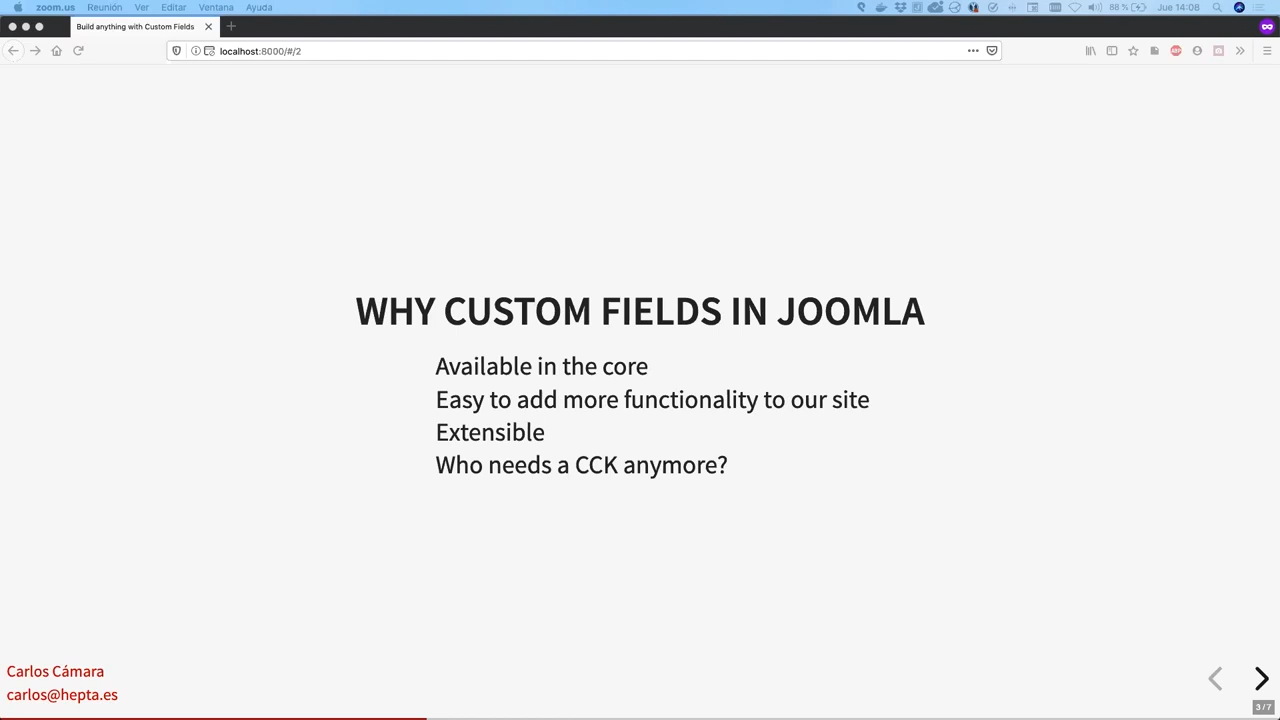 zoom.us Reunión Ver Editar Ventana Ayuda 88 % Jue 14:08
Build anything with Custom Fields
localhost:8000/#/2
WHY CUSTOM FIELDS IN JOOMLA
Available in the core
Easy to add more functionality to our site
Extensible
Who needs a CCK anymore?
Carlos Cámara
carlos@hepta.es
3 / 7